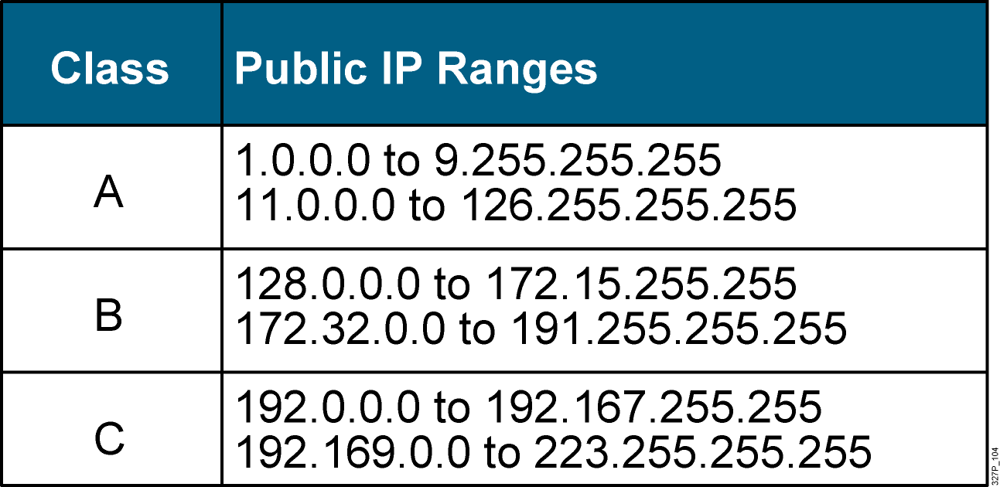 Class
Public IP Ranges
A
1.0.0.0 to 9.255.255.255
11.0.0.0 to 126.255.255.255
B
128.0.0.0 to 172.15.255.255
172.32.0.0 to 191.255.255.255
C
192.0.0.0 to 192.167.255.255
192.169.0.0 to 223.255.255.255
327P_104